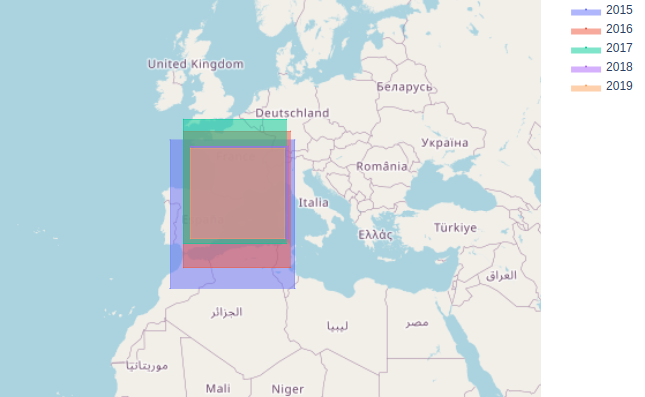 2015
2016
2017
2018
2019
United Kingdom
Беларусь
Deutschland
Україна
România
Italia
Türkiye
Ελλάς
العراق
الجزائر
ليبيا
مصر
موريتانيا
Mali
Niger